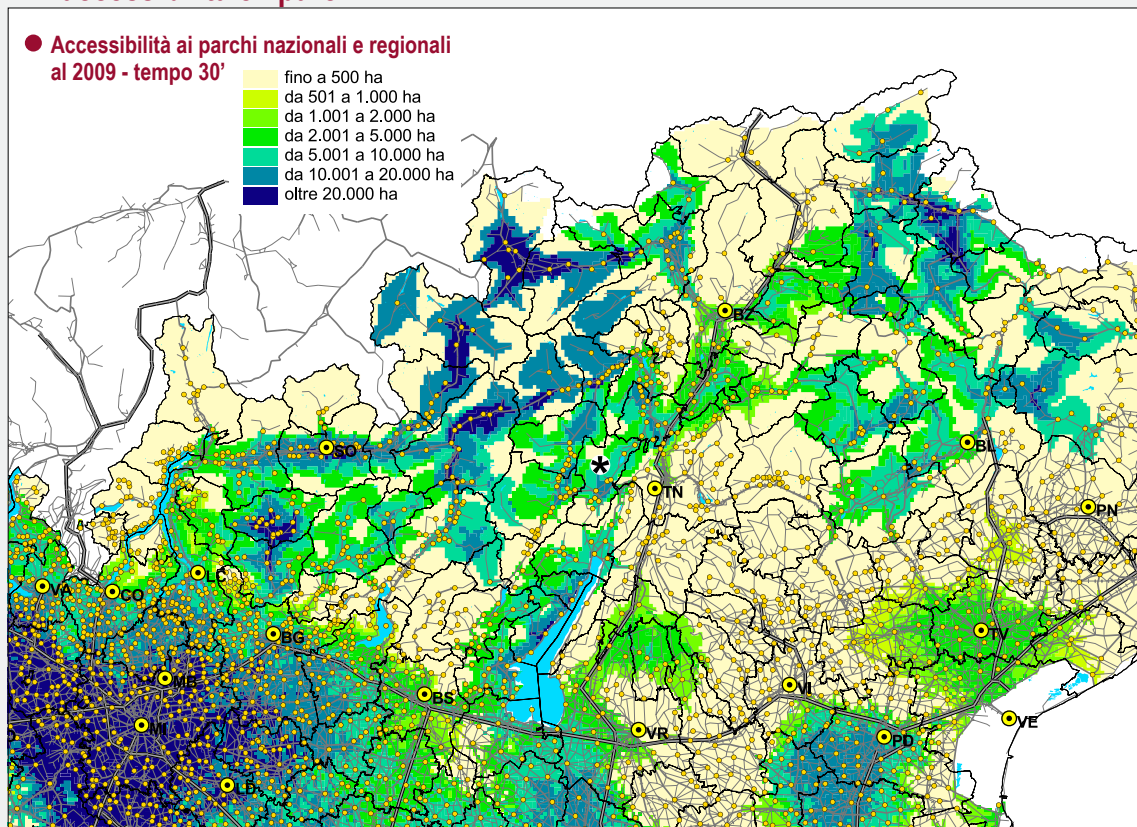 Accessibilità ai parchi nazionali e regionali
al 2009 - tempo 30’
fino a 500 ha
da 501 a 1.000 ha
da 1.001 a 2.000 ha
da 2.001 a 5.000 ha
da 5.001 a 10.000 ha
da 10.001 a 20.000 ha
oltre 20.000 ha
BZ
SO
BL
*
TN
PN
LC
VA
CO
TV
BG
MB
VI
BS
VE
MI
VR
PD
LD